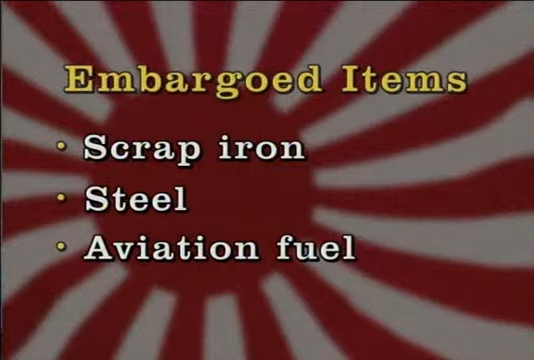 Embargoed Items
· Scrap iron
· Steel
· Aviation fuel